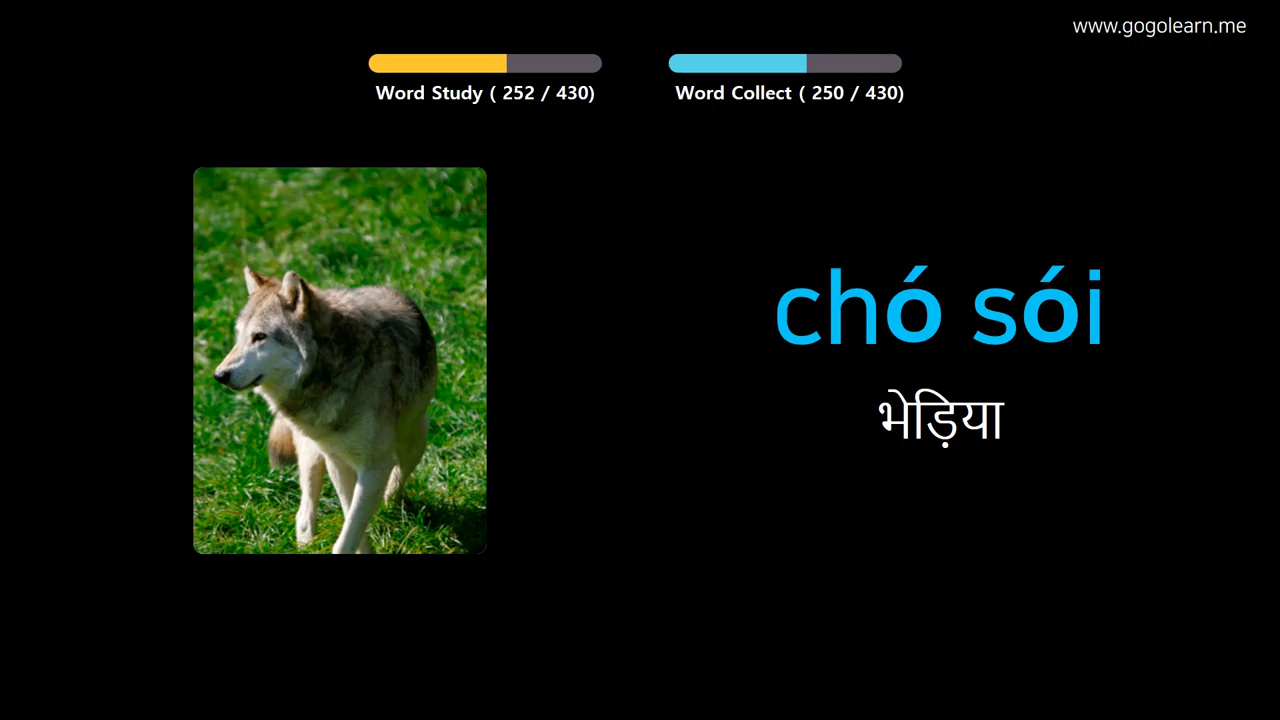 www.gogolearn.me
Word Study ( 252 / 430)
Word Collect ( 250 / 430)
chó sói
भेड़िया